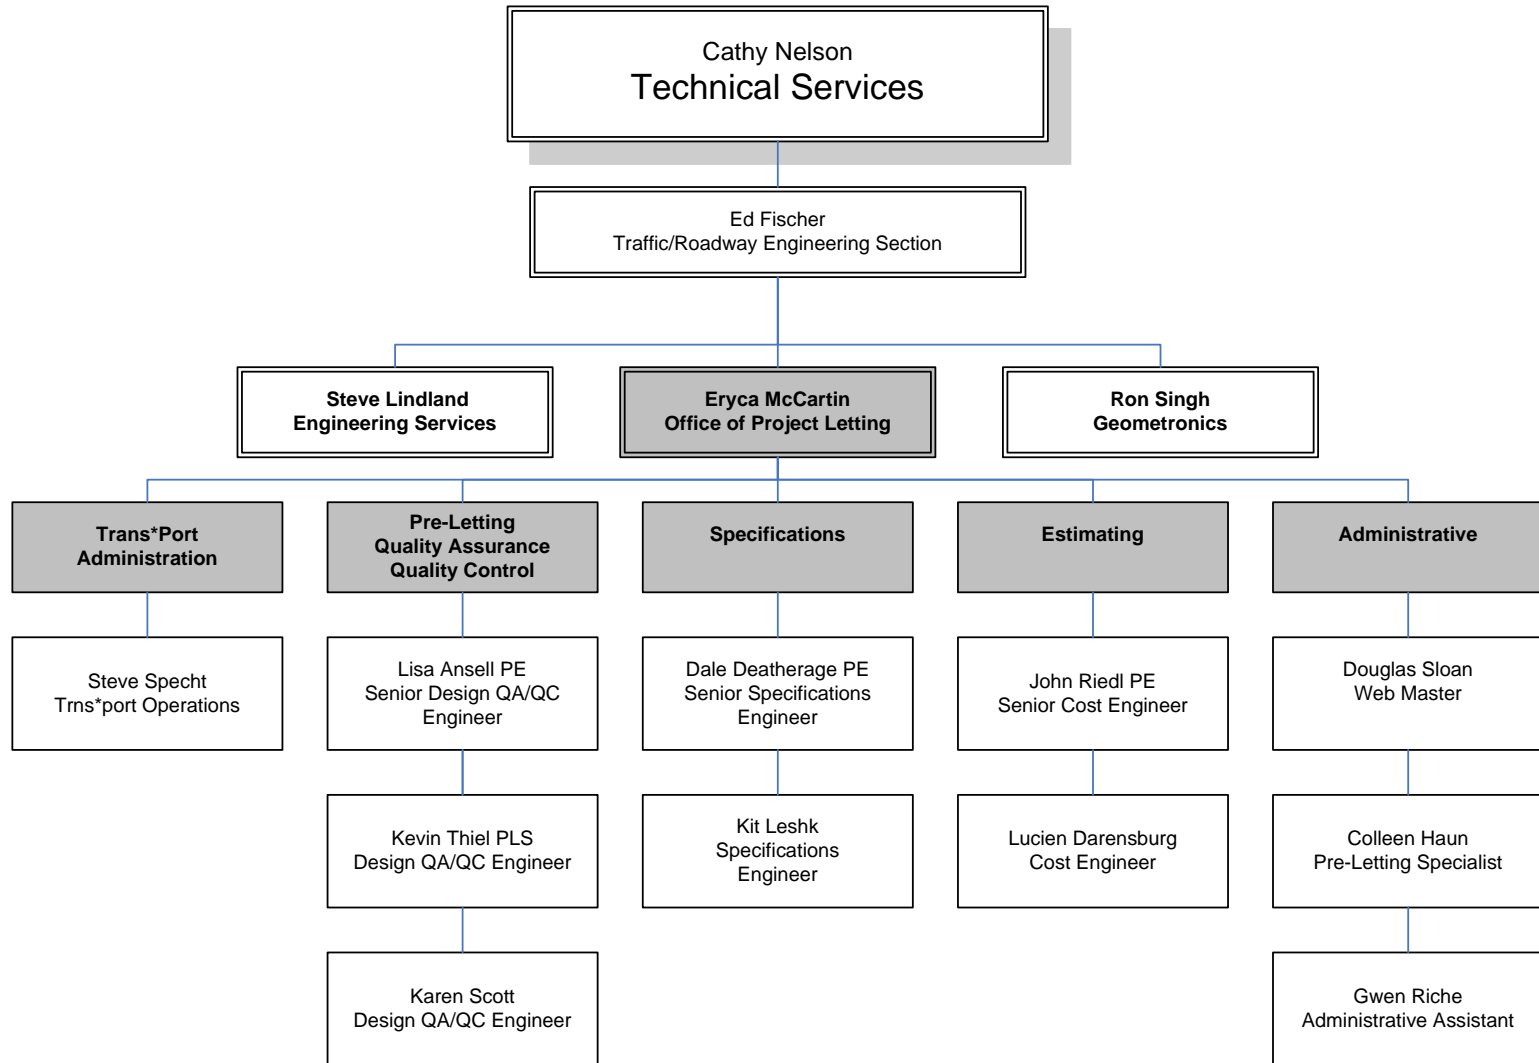 Cathy Nelson
Technical Services
Ed Fischer
Traffic/Roadway Engineering Section
Steve Lindland
Engineering Services
Eryca McCartin
Office of Project Letting
Ron Singh
Geometronics
Trans*Port
Administration
Pre-Letting
Quality Assurance
Quality Control
Specifications
Estimating
Administrative
Steve Specht
Trns*port Operations
Lisa Ansell PE
Senior Design QA/QC
Engineer
Dale Deatherage PE
Senior Specifications
Engineer
John Riedl PE
Senior Cost Engineer
Douglas Sloan
Web Master
Kevin Thiel PLS
Design QA/QC Engineer
Kit Leshk
Specifications
Engineer
Lucien Darensburg
Cost Engineer
Colleen Haun
Pre-Letting Specialist
Karen Scott
Design QA/QC Engineer
Gwen Riche
Administrative Assistant